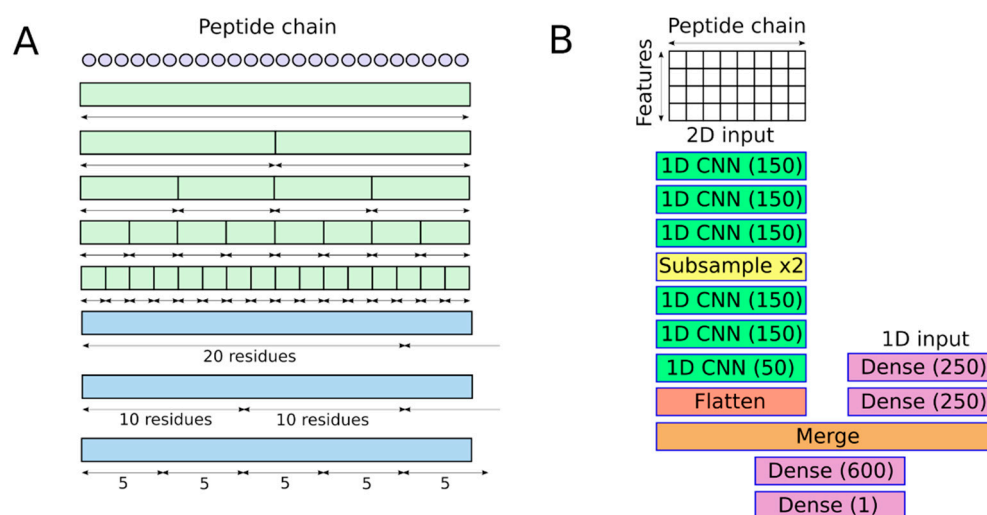 A
Peptide chain
20 residues
10 residues 10 residues
5 5 5 5 5
B
Peptide chain
Features
2D input
1D CNN (150)
1D CNN (150)
1D CNN (150)
Subsample x2
1D CNN (150)
1D CNN (150)
1D CNN (50)
Flatten
1D input
Dense (250)
Dense (250)
Merge
Dense (600)
Dense (1)